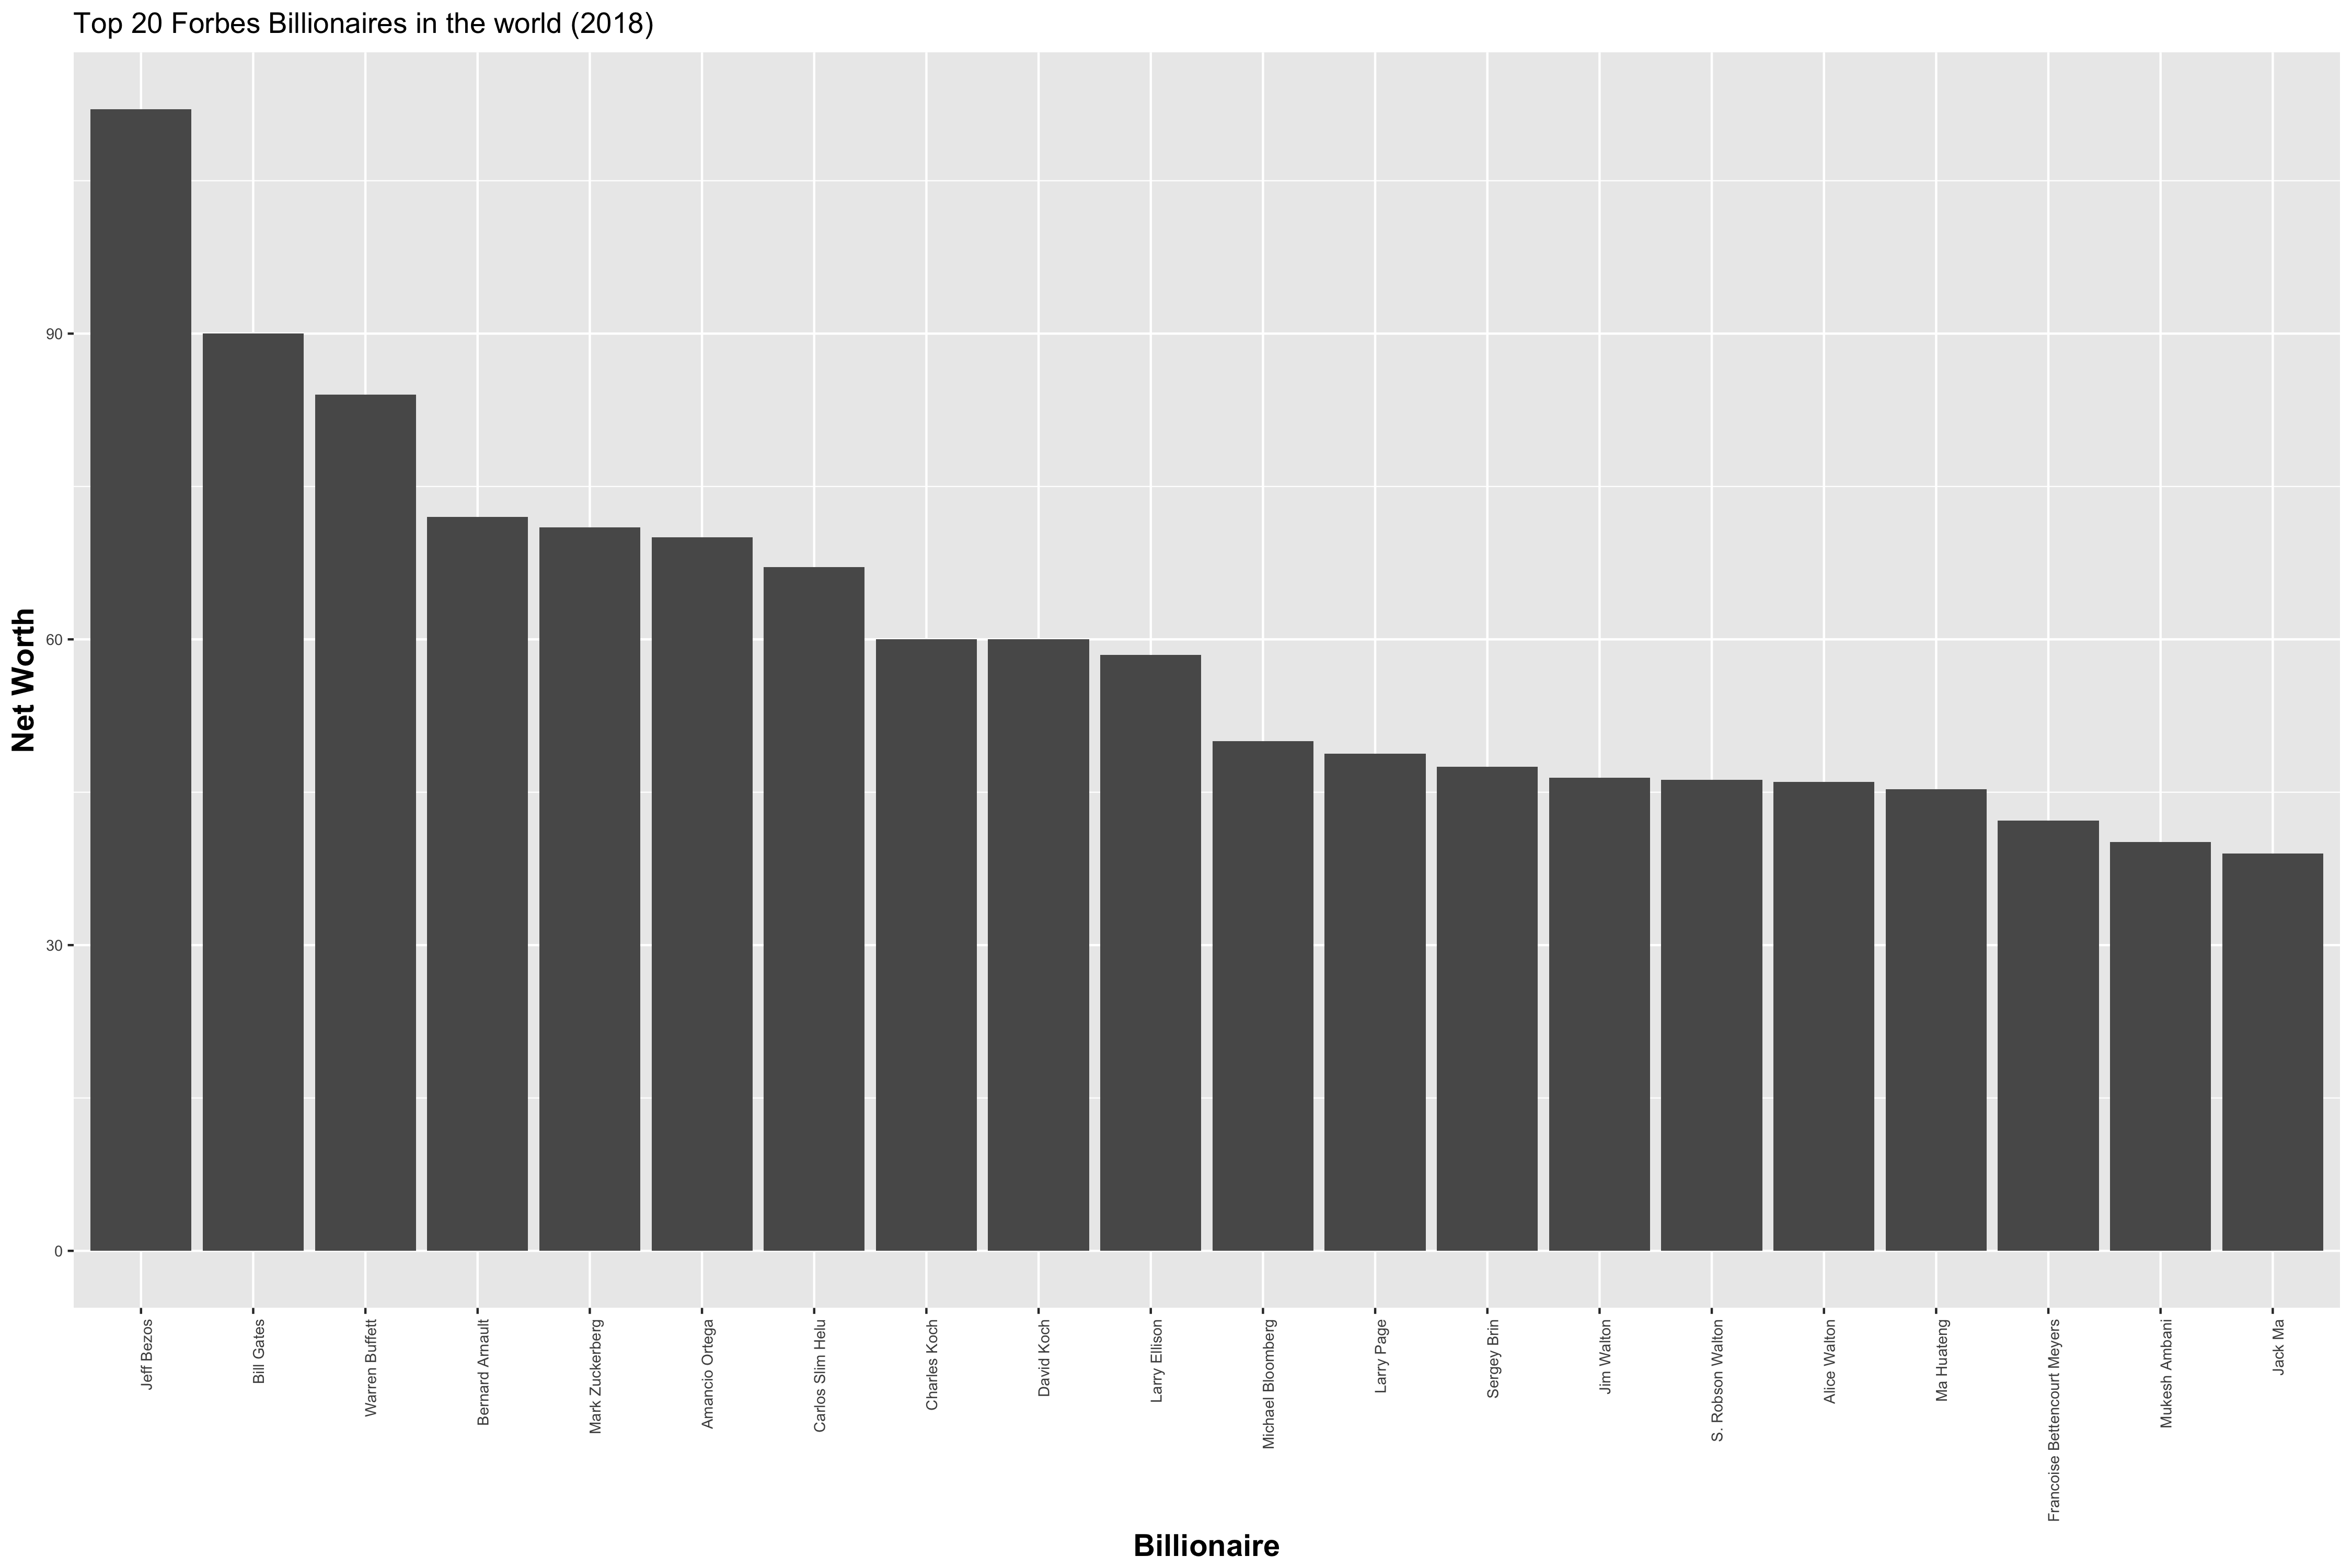 Top 20 Forbes Billionaires in the world (2018)
Net Worth
90
60
30
0
Jeff Bezos
Bill Gates
Warren Buffett
Bernard Arnault
Mark Zuckerberg
Amancio Ortega
Carlos Slim Helu
Charles Koch
David Koch
Larry Ellison
Michael Bloomberg
Larry Page
Sergey Brin
Jim Walton
S. Robson Walton
Alice Walton
Ma Huateng
Francoise Bettencourt Meyers
Mukesh Ambani
Jack Ma
Billionaire